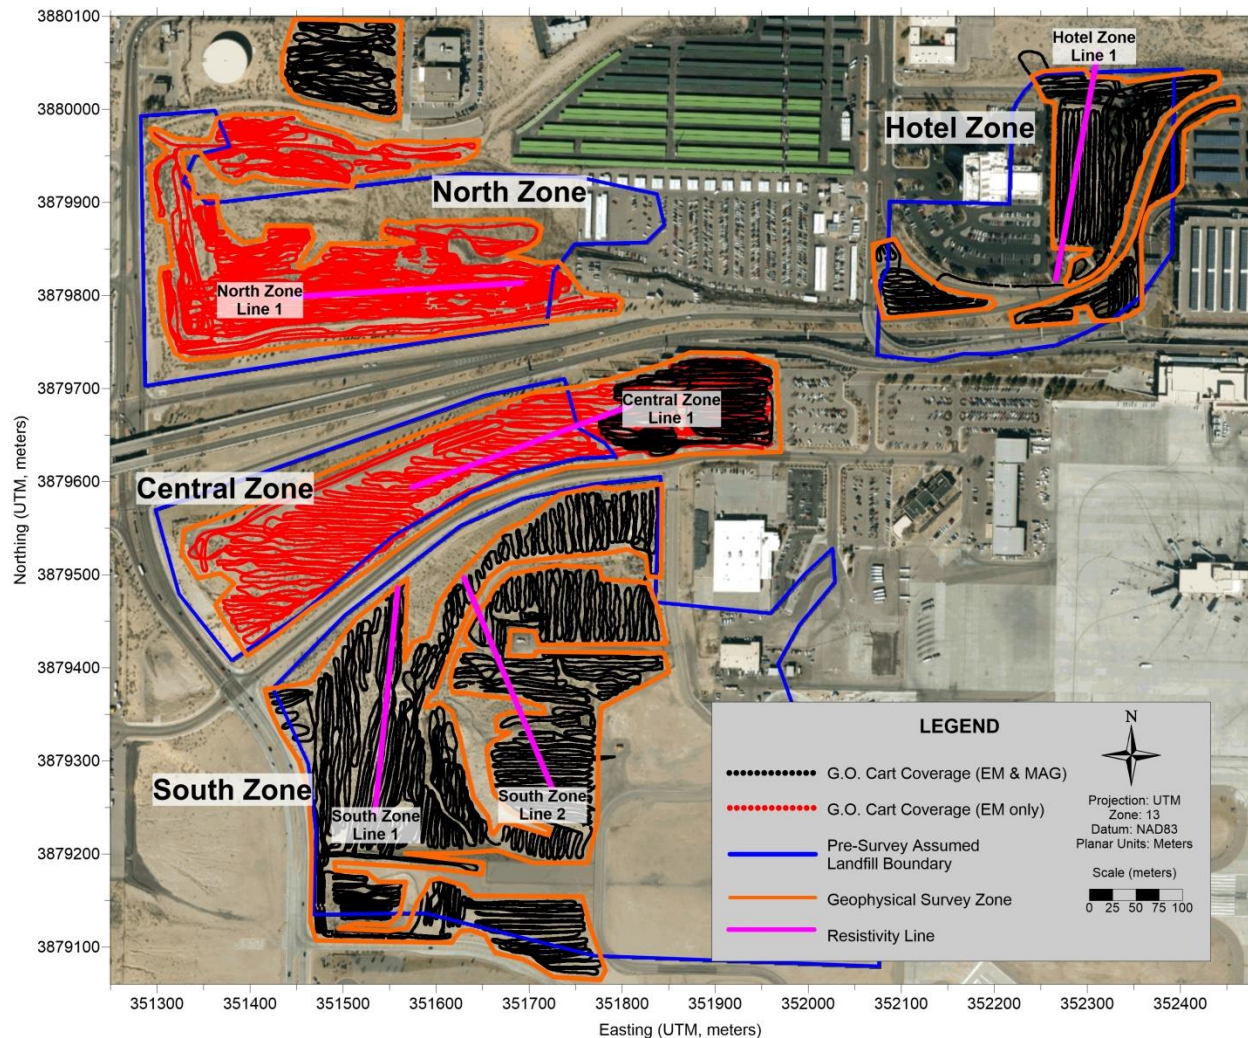 3880100
3880000
3879900
3879800
3879700
3879600
3879500
3879400
3879300
3879200
3879100
Northing (UTM, meters)
Hotel Zone
Line 1
Hotel Zone
North Zone
North Zone
Line 1
Central Zone
Line 1
Central Zone
South Zone
South Zone
Line 1
South Zone
Line 2
LEGEND
G.O. Cart Coverage (EM & MAG)
G.O. Cart Coverage (EM only)
Pre-Survey Assumed
Landfill Boundary
Geophysical Survey Zone
Resistivity Line
N
Projection: UTM
Zone: 13
Datum: NAD83
Planar Units: Meters
Scale (meters)
0 25 50 75 100
351300 351400 351500 351600 351700 351800 351900 352000 352100 352200 352300 352400
Easting (UTM, meters)